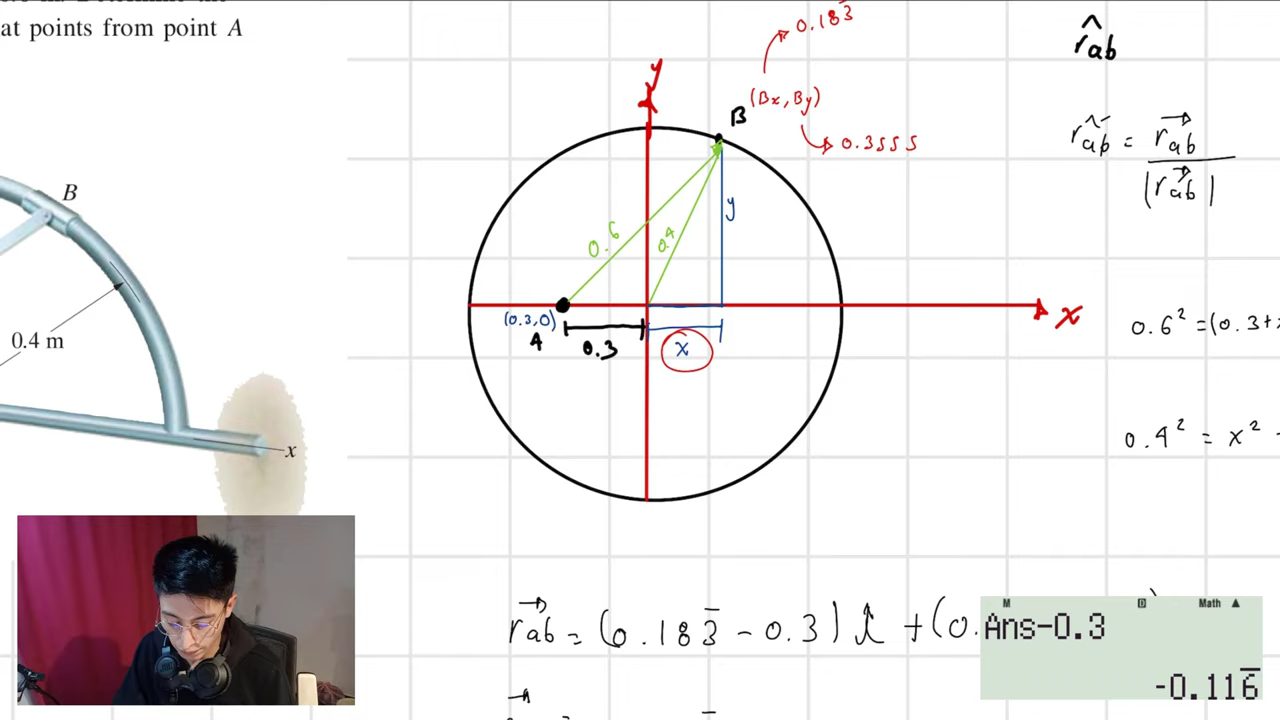 at points from point A
B
0.4 m
x
y
0.183̅
B (Bx, By)
0.3555
0.6
0.4
y
(0.3,0)
A
0.3
x
x
r̂ab
r̂ab = r⃗ab
|r⃗ab|
0.6² = (0.3+
0.4² = x²
r⃗ab = (0.183̅ - 0.3) î + (0.
M D Math ▲
Ans-0.3
-0.116̅